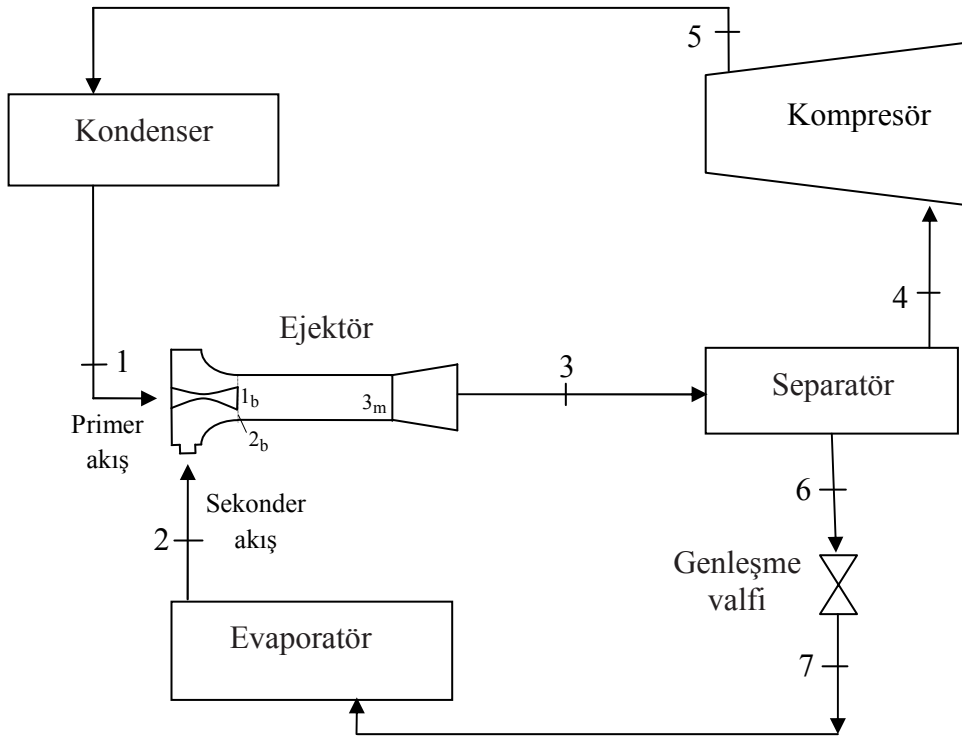 5
Kondenser
Kompresör
4
Ejektör
1
3
Separatör
1b
3m
2b
Primer
akış
6
Sekonder
akış
2
Genleşme
valfi
Evaporatör
7